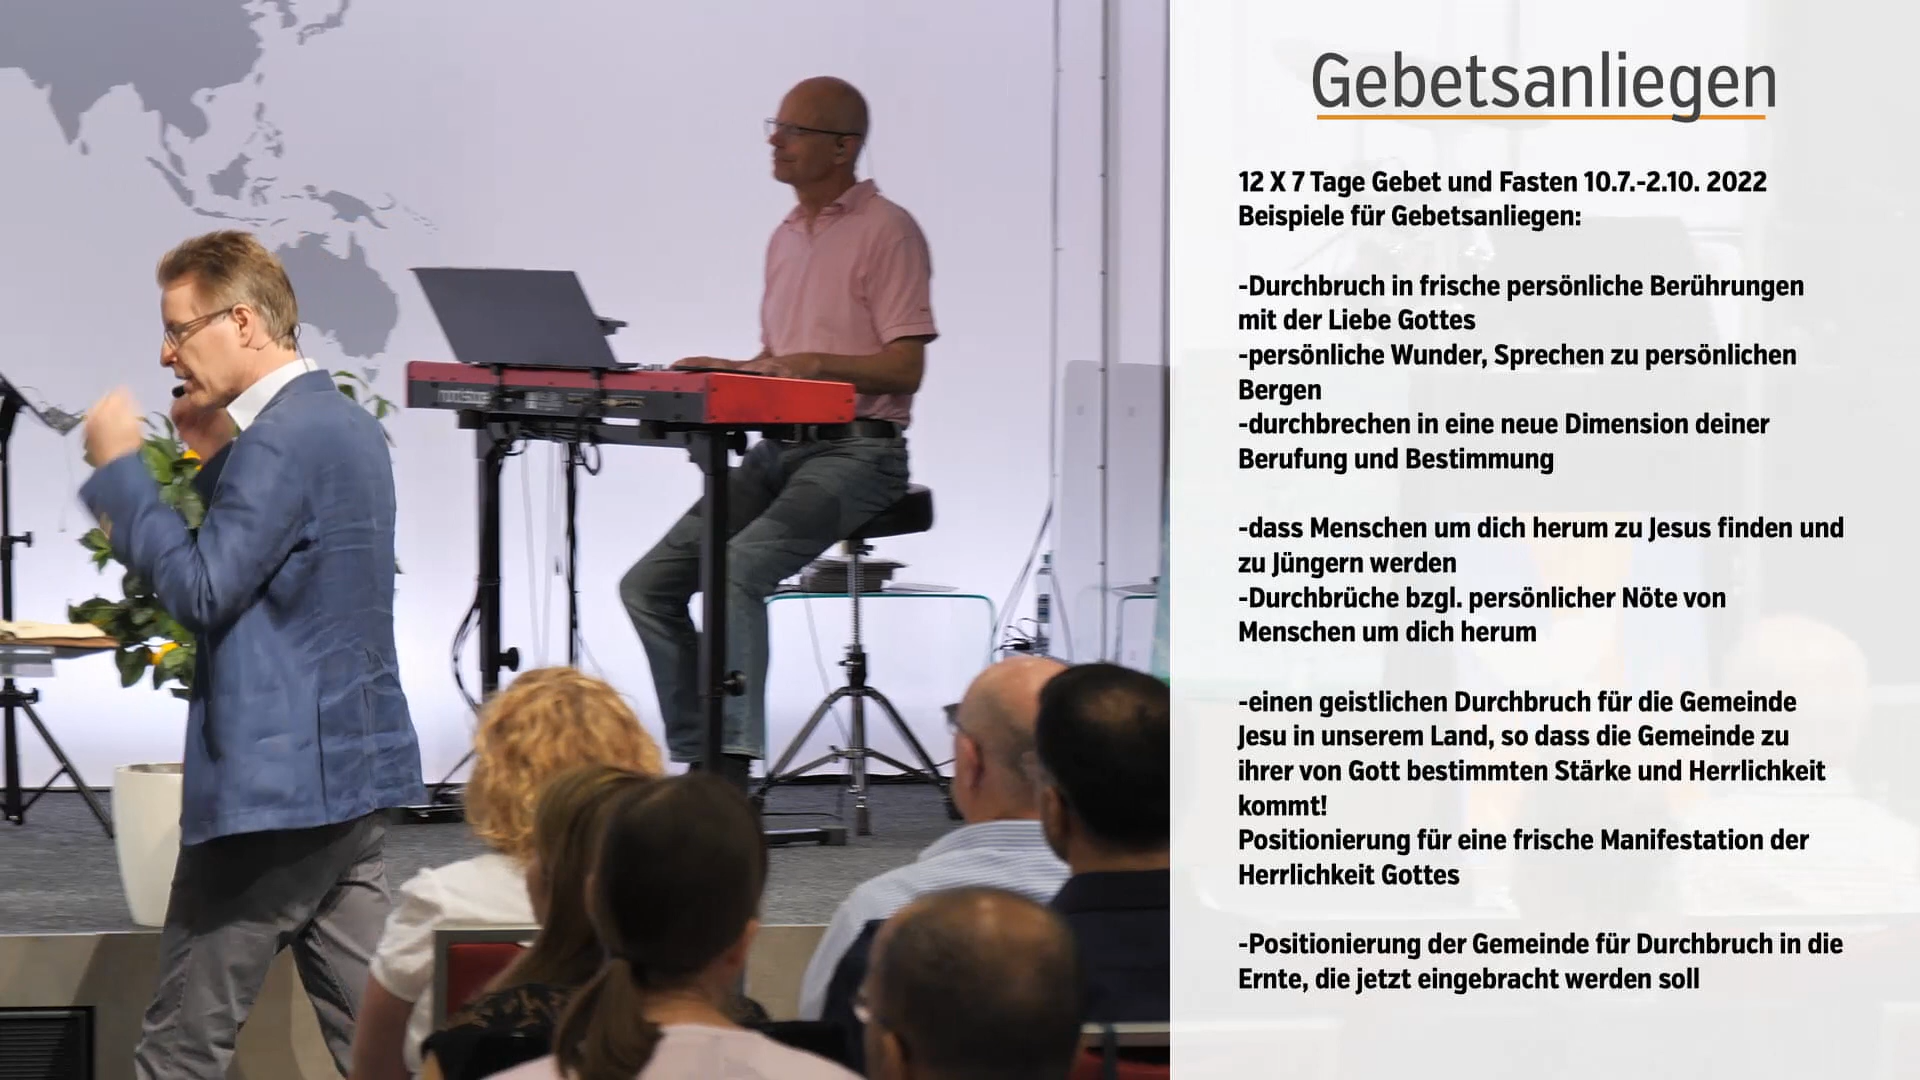 Gebetsanliegen
12 X 7 Tage Gebet und Fasten 10.7.-2.10. 2022
Beispiele für Gebetsanliegen:
-Durchbruch in frische persönliche Berührungen
mit der Liebe Gottes
-persönliche Wunder, Sprechen zu persönlichen
Bergen
-durchbrechen in eine neue Dimension deiner
Berufung und Bestimmung
-dass Menschen um dich herum zu Jesus finden und
zu Jüngern werden
-Durchbrüche bzgl. persönlicher Nöte von
Menschen um dich herum
-einen geistlichen Durchbruch für die Gemeinde
Jesu in unserem Land, so dass die Gemeinde zu
ihrer von Gott bestimmten Stärke und Herrlichkeit
kommt!
Positionierung für eine frische Manifestation der
Herrlichkeit Gottes
-Positionierung der Gemeinde für Durchbruch in die
Ernte, die jetzt eingebracht werden soll